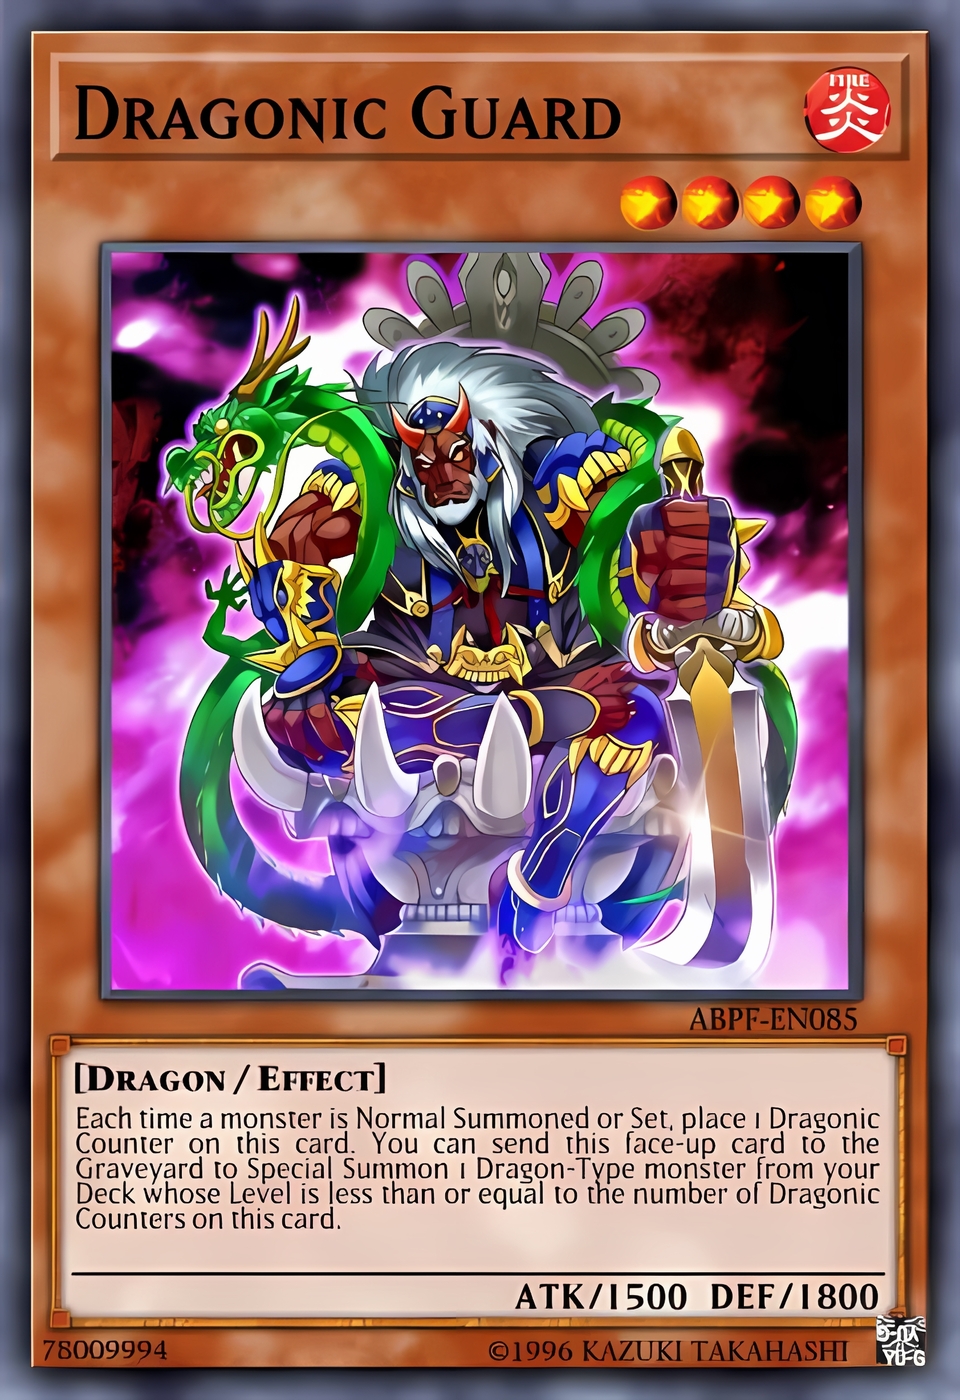 DRAGONIC GUARD
炎
[DRAGON / EFFECT]
Each time a monster is Normal Summoned or Set, place 1 Dragonic
Counter on this card. You can send this face-up card to the
Graveyard to Special Summon 1 Dragon-Type monster from your
Deck whose Level is less than or equal to the number of Dragonic
Counters on this card.
ABPF-EN085
ATK/1500 DEF/1800
78009994
©1996 KAZUKI TAKAHASHI